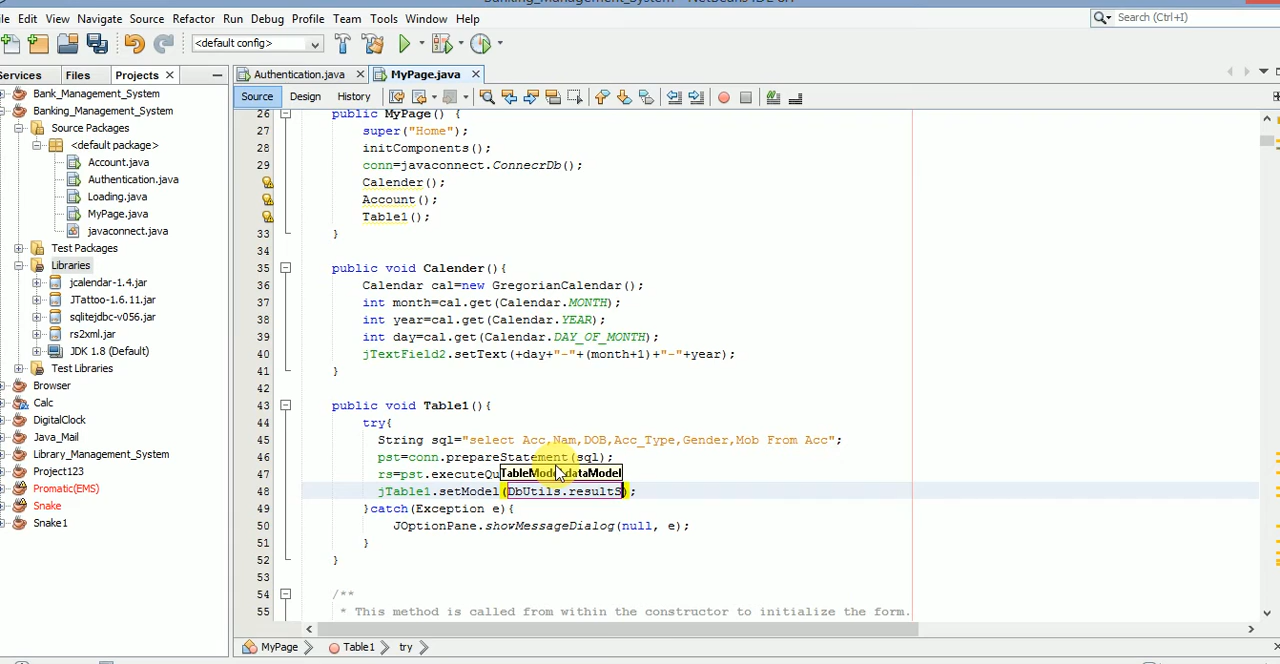 Banking_Management_System - NetBeans IDE 8.
Edit View Navigate Source Refactor Run Debug Profile Team Tools Window Help
Search (Ctrl+I)
<default config>
Services Files Projects
Authentication.java MyPage.java
Source Design History
Bank_Management_System
Banking_Management_System
Source Packages
<default package>
Account.java
Authentication.java
Loading.java
MyPage.java
javaconnect.java
Test Packages
Libraries
jcalendar-1.4.jar
JTattoo-1.6.11.jar
sqlitejdbc-v056.jar
rs2xml.jar
JDK 1.8 (Default)
Test Libraries
Browser
Calc
DigitalClock
Java_Mail
Library_Management_System
Project123
Promatic(EMS)
Snake
Snake1
26 public MyPage() {
27 super("Home");
28 initComponents();
29 conn=javaconnect.ConnecrDb();
Calender();
Account();
Table1();
33 }
34
35 public void Calender(){
36 Calendar cal=new GregorianCalendar();
37 int month=cal.get(Calendar.MONTH);
38 int year=cal.get(Calendar.YEAR);
39 int day=cal.get(Calendar.DAY_OF_MONTH);
40 jTextField2.setText(+day+"-"+(month+1)+"-"+year);
41 }
42
43 public void Table1(){
44 try{
45 String sql="select Acc,Nam,DOB,Acc_Type,Gender,Mob From Acc";
46 pst=conn.prepareStatement(sql);
47 rs=pst.executeQu TableModel dataModel
48 jTable1.setModel(DbUtils.resultS);
49 }catch(Exception e){
50 JOptionPane.showMessageDialog(null, e);
51 }
52 }
53
54 /**
55 * This method is called from within the constructor to initialize the form.
MyPage Table1 try